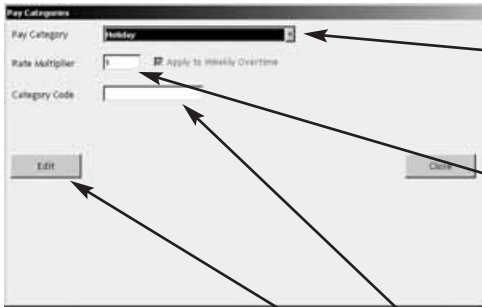 Pay Categories
Pay Category Holiday
Rate Multiplier 1 Apply to Weekly Overtime
Category Code
Edit Close